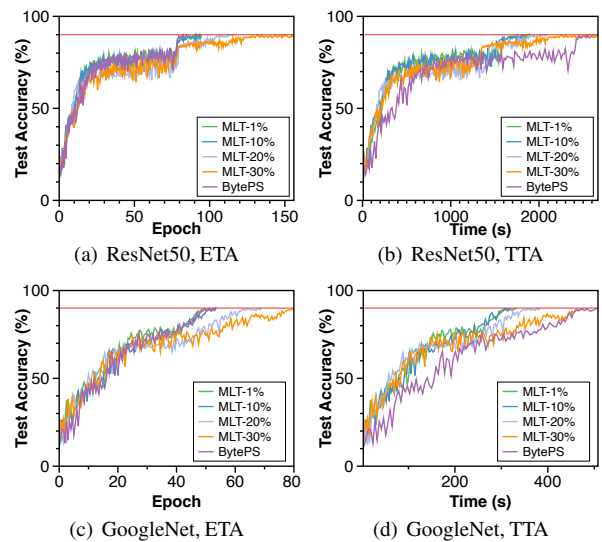 100
50
0
Test Accuracy (%)
MLT-1%
MLT-10%
MLT-20%
MLT-30%
BytePS
0 50 100 150
Epoch
(a) ResNet50, ETA
100
50
0
Test Accuracy (%)
MLT-1%
MLT-10%
MLT-20%
MLT-30%
BytePS
0 1000 2000
Time (s)
(b) ResNet50, TTA
100
50
0
Test Accuracy (%)
MLT-1%
MLT-10%
MLT-20%
MLT-30%
BytePS
0 20 40 60 80
Epoch
(c) GoogleNet, ETA
100
50
0
Test Accuracy (%)
MLT-1%
MLT-10%
MLT-20%
MLT-30%
BytePS
200 400
Time (s)
(d) GoogleNet, TTA